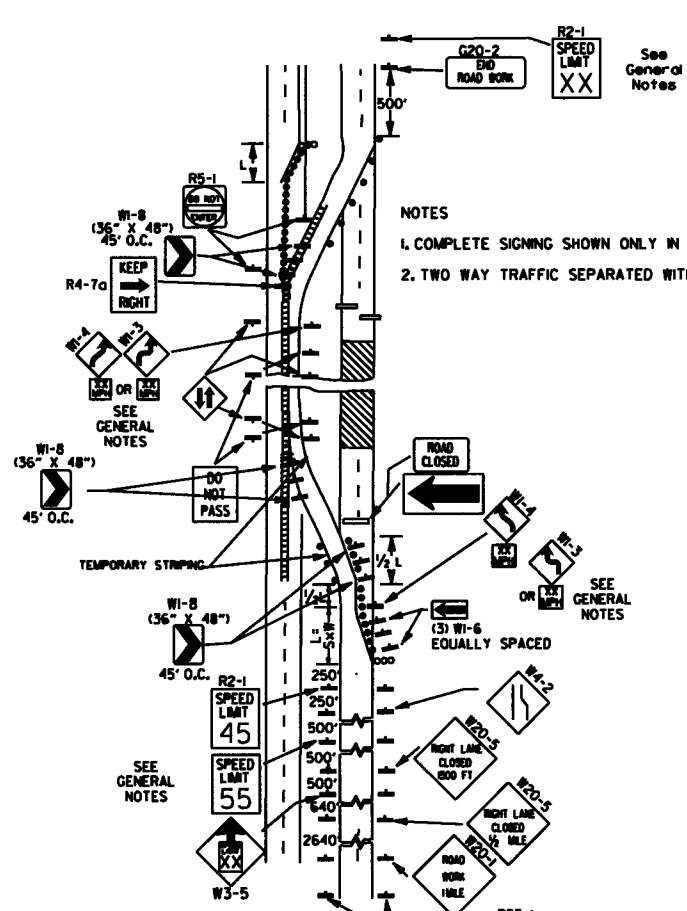 R2-1
SPEED
LIMIT
XX
See
General
Notes
G20-2
END
ROAD WORK
500'
L
R5-1
DO NOT
ENTER
W1-8
(36" X 48")
45' O.C.
R4-7a
KEEP
RIGHT
NOTES
1. COMPLETE SIGNING SHOWN ONLY IN
2. TWO WAY TRAFFIC SEPARATED WIT
W1-4
W1-3
XX
MPH
OR
XX
MPH
SEE
GENERAL
NOTES
W1-8
(36" X 48")
45' O.C.
DO
NOT
PASS
ROAD
CLOSED
TEMPORARY STRIPING
W1-4
XX
MPH
W1-3
OR
XX
MPH
SEE
GENERAL
NOTES
1/2 L
1/2 L
L=
SxW
W1-8
(36" X 48")
45' O.C.
(3) W1-6
EQUALLY SPACED
250'
250'
500'
500'
500'
640'
2640'
R2-1
SPEED
LIMIT
45
SPEED
LIMIT
55
SEE
GENERAL
NOTES
XX
W3-5
W4-2
W20-5
RIGHT LANE
CLOSED
1500 FT
W20-5
RIGHT LANE
CLOSED
1/2 MILE
W20-1
ROAD
WORK
1 MILE